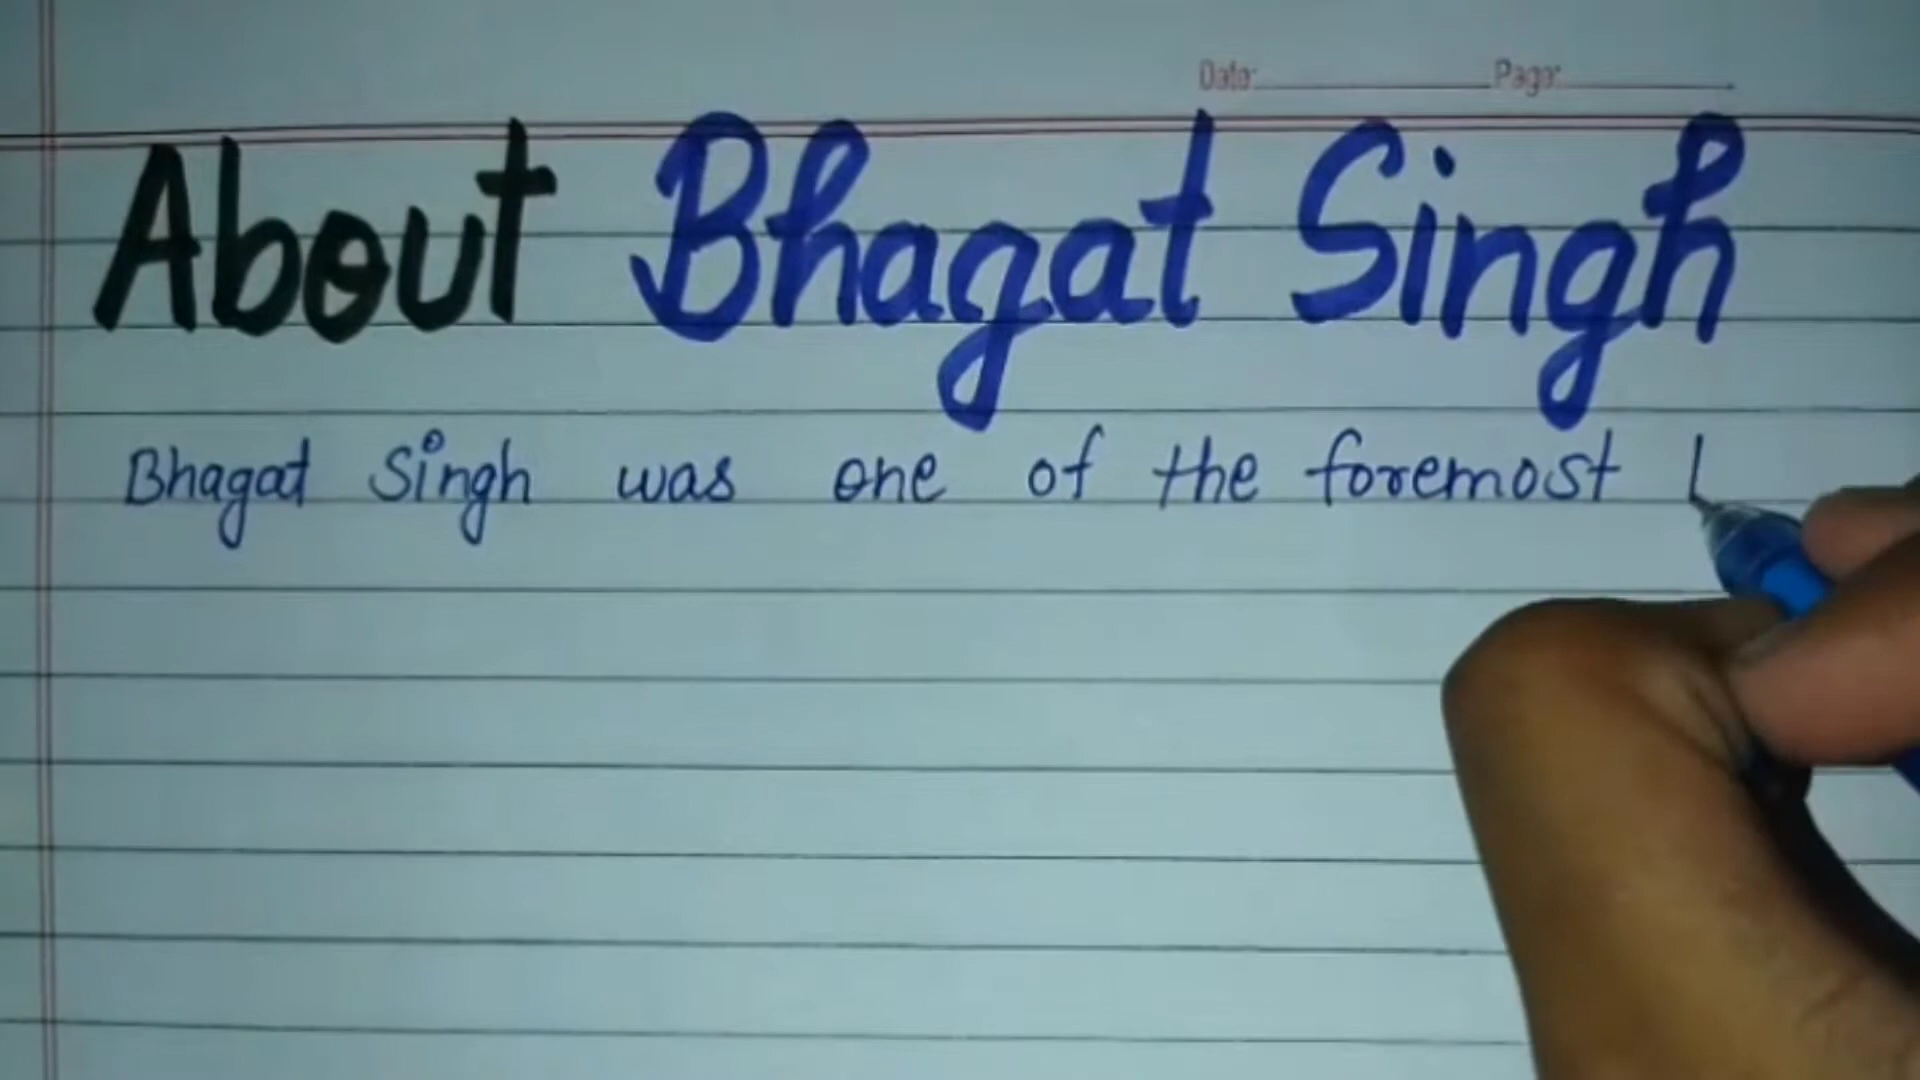 Date: Page:
About Bhagat Singh
Bhagat Singh was one of the foremost